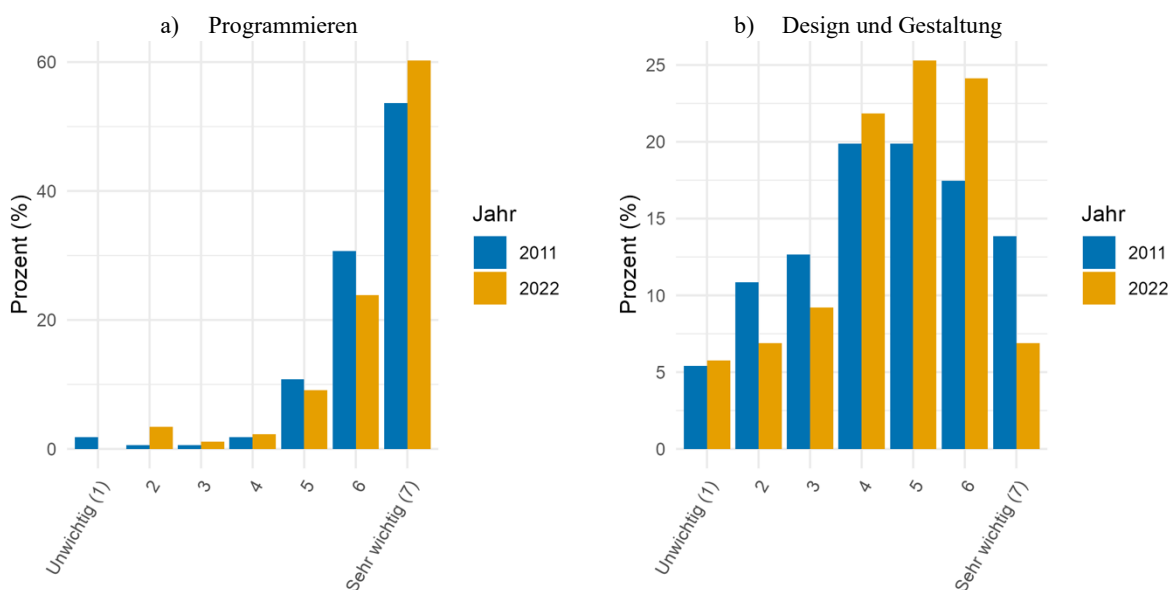 a) Programmieren
Prozent (%)
60
40
20
0
Unwichtig (1)
2
3
4
5
6
Sehr wichtig (7)
Jahr
2011
2022
b) Design und Gestaltung
Prozent (%)
25
20
15
10
5
0
Unwichtig (1)
2
3
4
5
6
Sehr wichtig (7)
Jahr
2011
2022